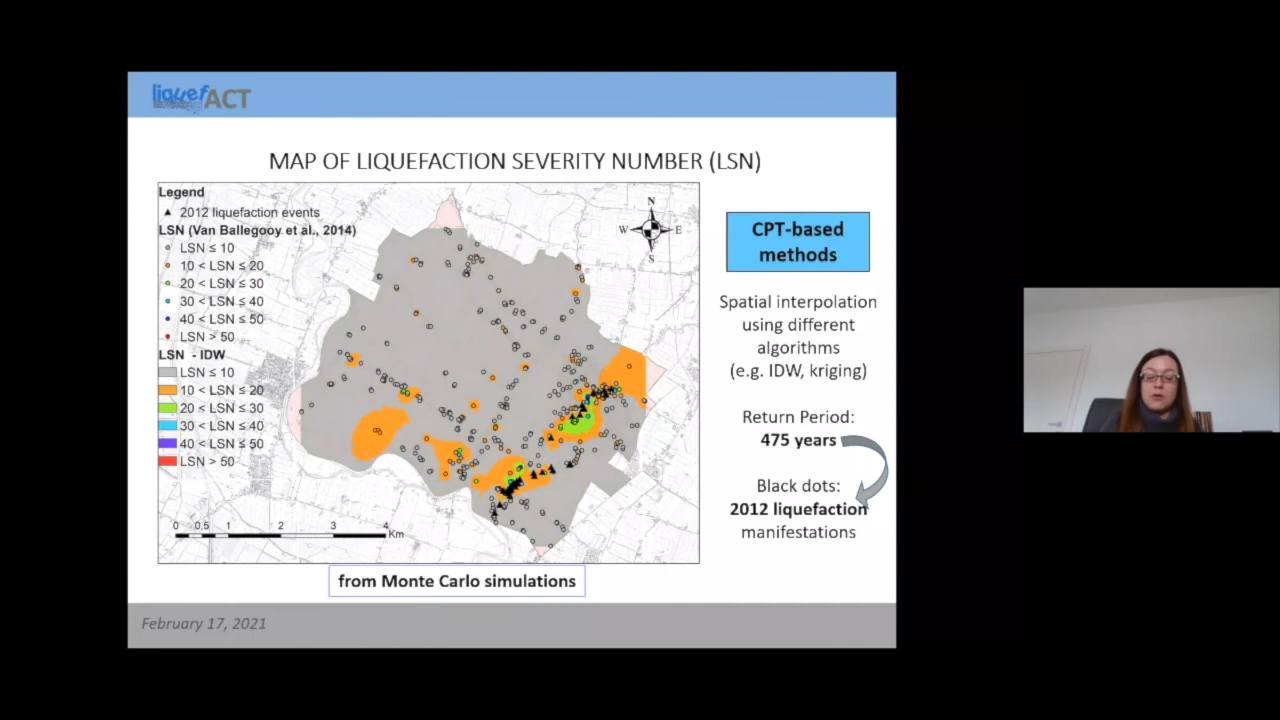 liquefACT
MAP OF LIQUEFACTION SEVERITY NUMBER (LSN)
Legend
2012 liquefaction events
LSN (Van Ballegooy et al., 2014)
LSN ≤ 10
10 < LSN ≤ 20
20 < LSN ≤ 30
30 < LSN ≤ 40
40 < LSN ≤ 50
LSN > 50
LSN - IDW
LSN ≤ 10
10 < LSN ≤ 20
20 < LSN ≤ 30
30 < LSN ≤ 40
40 < LSN ≤ 50
LSN > 50
N
W E
S
0 0,5 1 2 3 4
Km
from Monte Carlo simulations
CPT-based
methods
Spatial interpolation
using different
algorithms
(e.g. IDW, kriging)
Return Period:
475 years
Black dots:
2012 liquefaction
manifestations
February 17, 2021